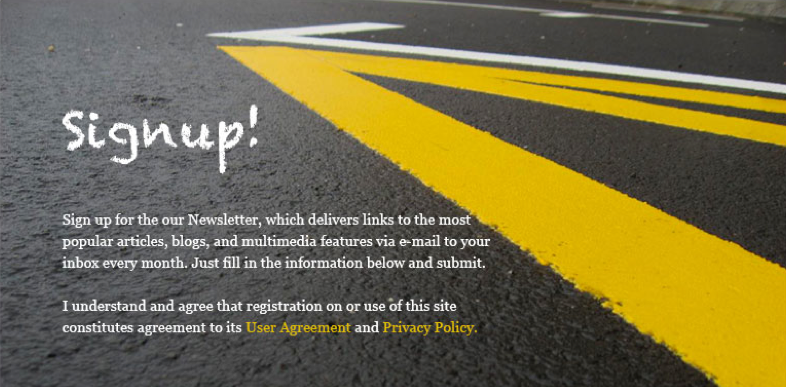 Signup!
Sign up for the our Newsletter, which delivers links to the most
popular articles, blogs, and multimedia features via e-mail to your
inbox every month. Just fill in the information below and submit.
I understand and agree that registration on or use of this site
constitutes agreement to its User Agreement and Privacy Policy.